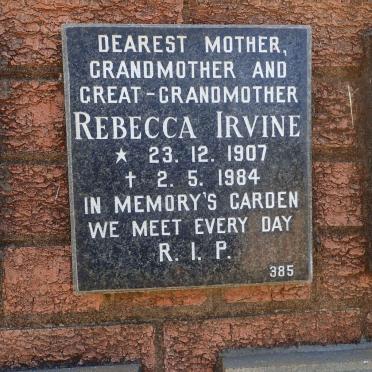 DEAREST MOTHER,
GRANDMOTHER AND
GREAT-GRANDMOTHER
REBECCA IRVINE
★ 23. 12. 1907
† 2. 5. 1984
IN MEMORY'S GARDEN
WE MEET EVERY DAY
R. I. P.
385